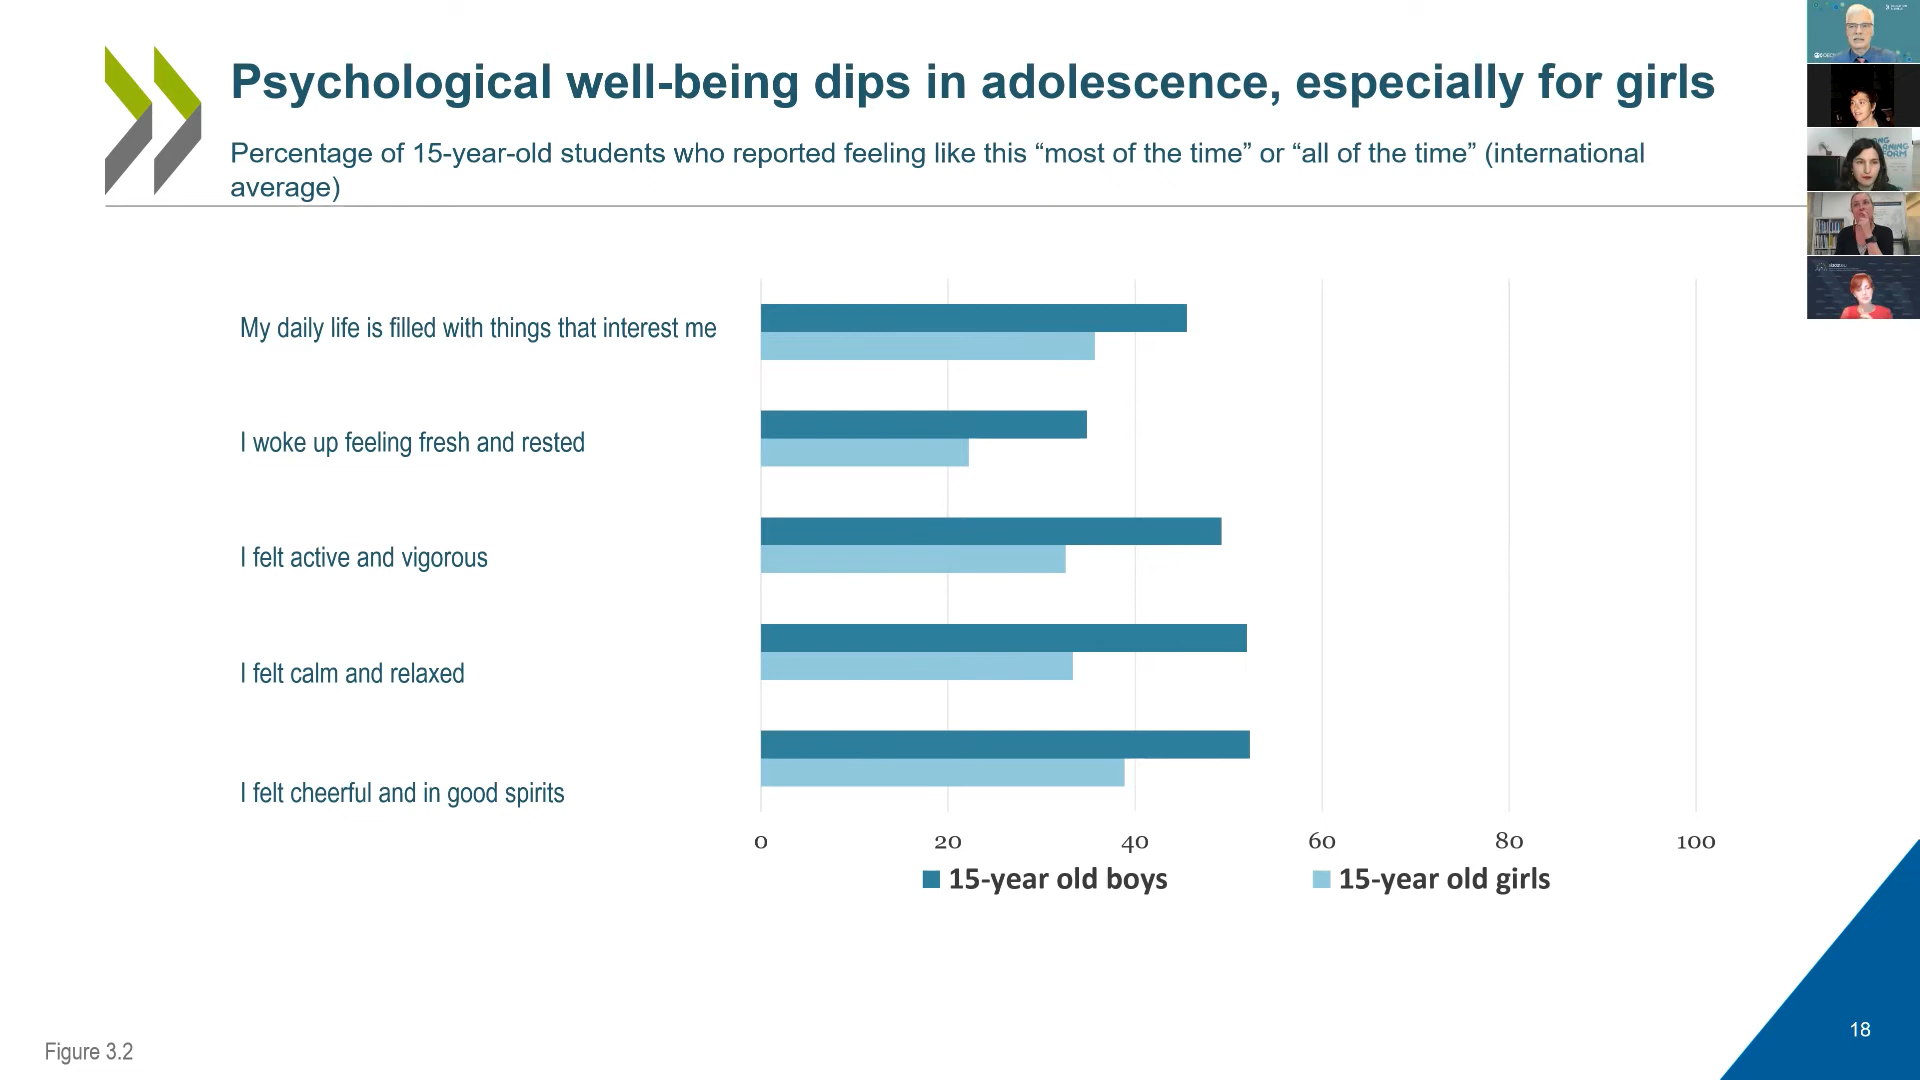 Psychological well-being dips in adolescence, especially for girls
Percentage of 15-year-old students who reported feeling like this “most of the time” or “all of the time” (international
average)
My daily life is filled with things that interest me
I woke up feeling fresh and rested
I felt active and vigorous
I felt calm and relaxed
I felt cheerful and in good spirits
0 20 40 60 80 100
15-year old boys 15-year old girls
Figure 3.2
18